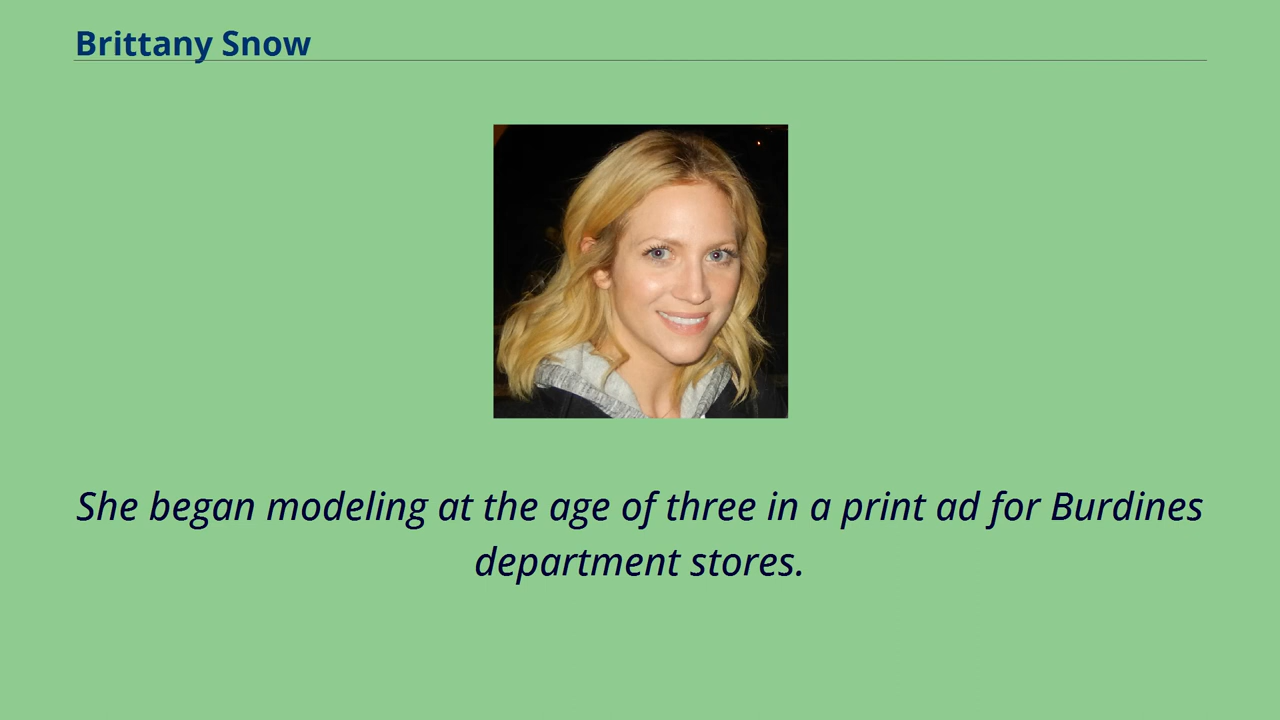 Brittany Snow
She began modeling at the age of three in a print ad for Burdines
department stores.